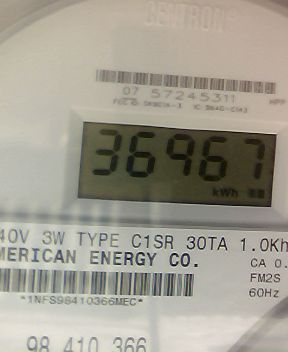 CENTRON®
07 57245311
36967
kWh
40V 3W TYPE C1SR 30TA 1.0Kh
MERICAN ENERGY CO.
CA 0.
FM2S
60Hz
*1NFS98410366MEC*
98 410 366